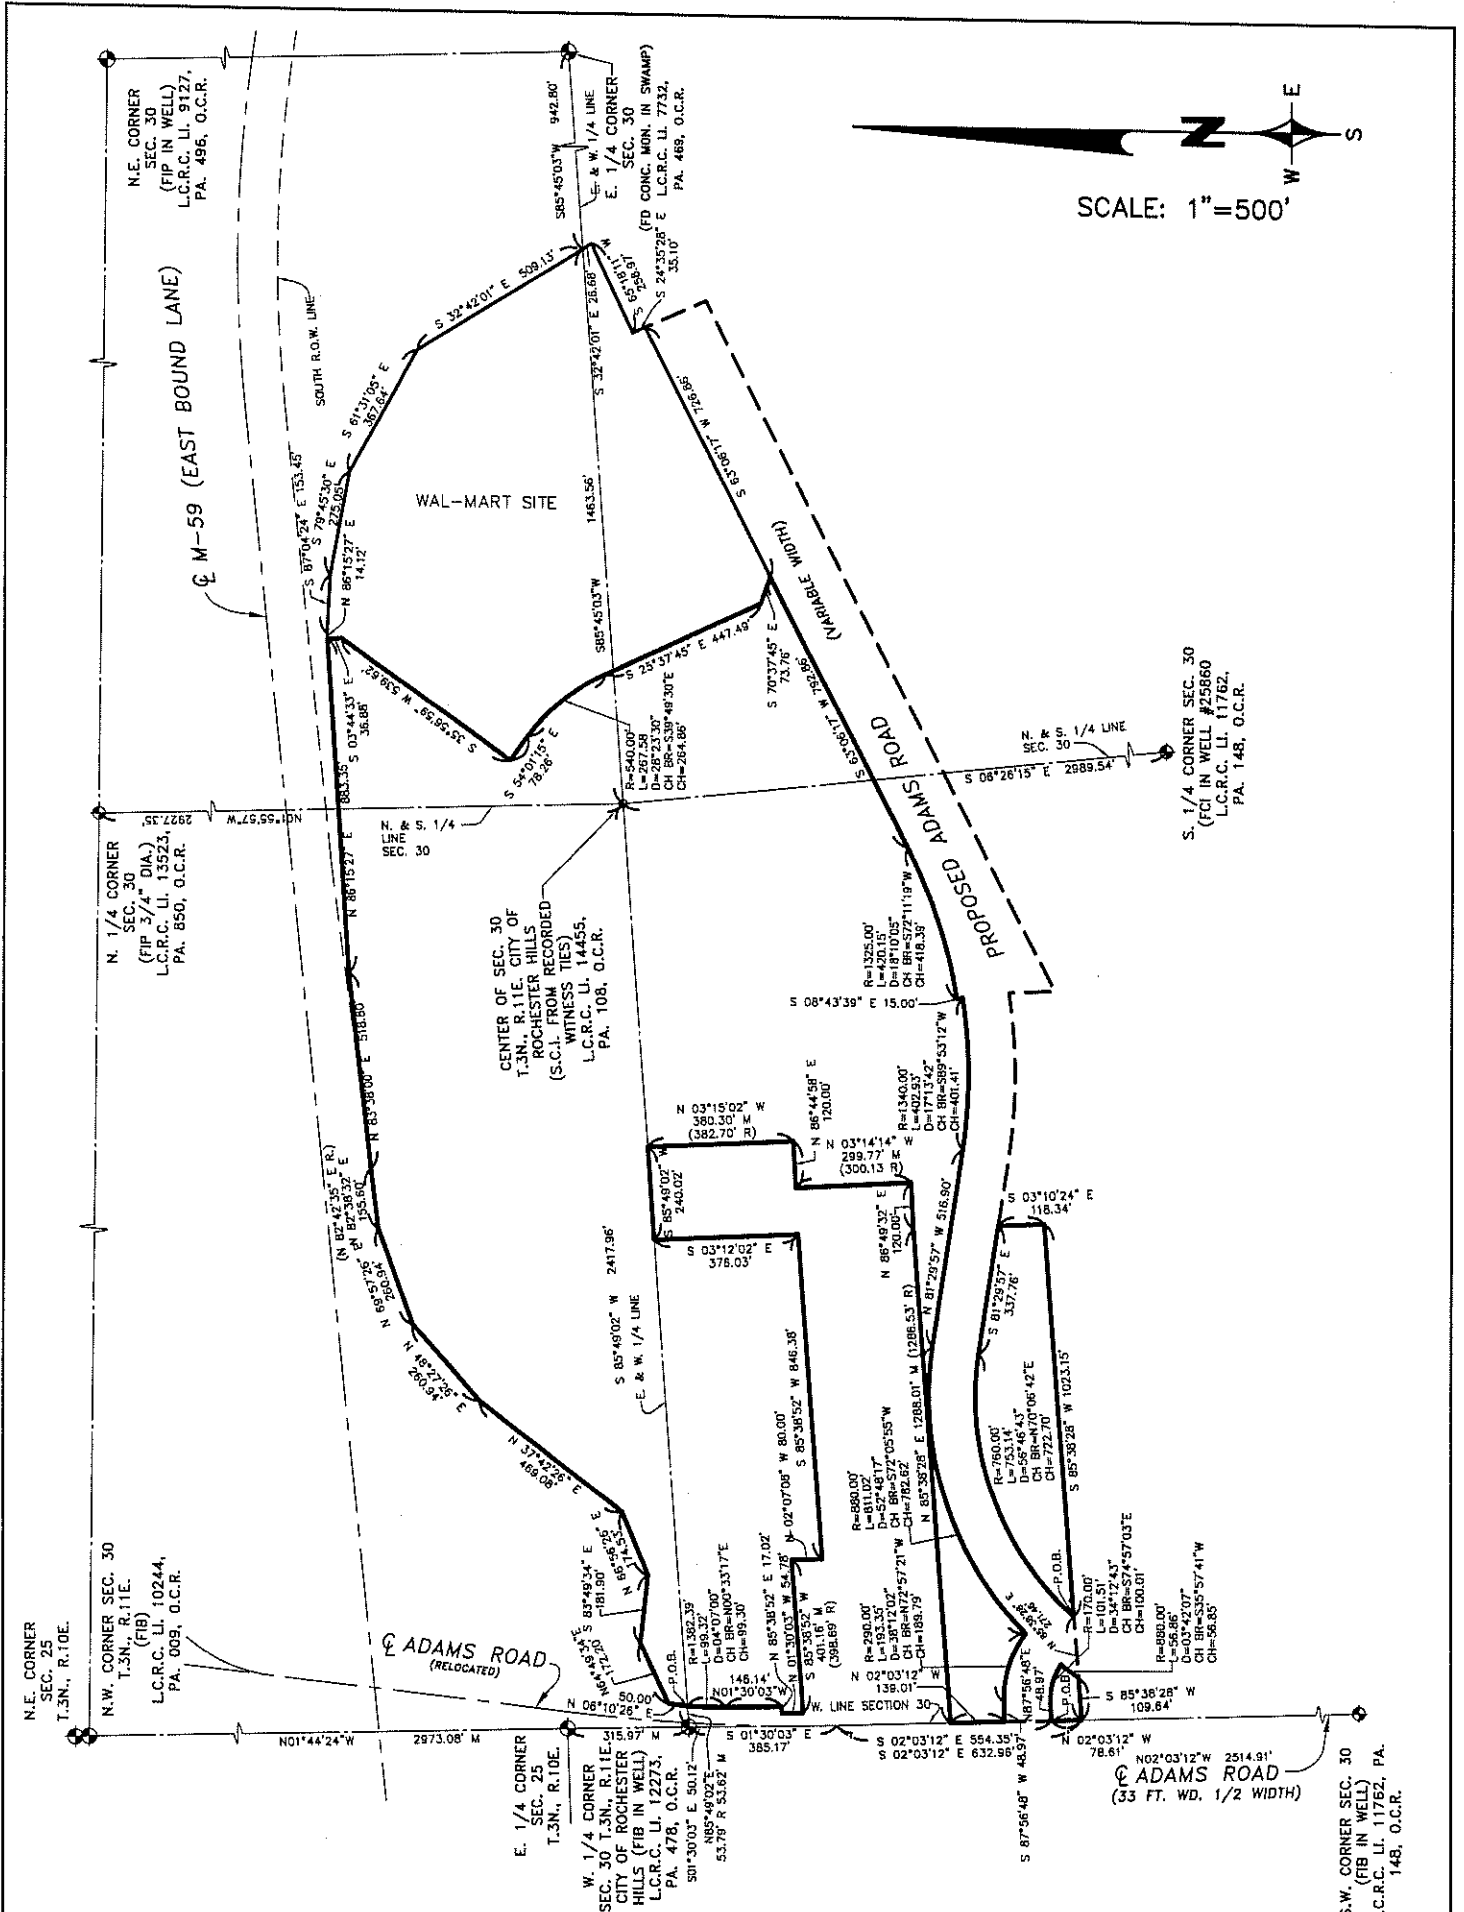 N.E. CORNER
SEC. 30
(FIP IN WELL)
L.C.R.C. LI. 9127,
PA. 496, O.C.R.
S85°45'03"W 942.80'
E. & W. 1/4 LINE
E. 1/4 CORNER
SEC. 30
(FD CONC. MON. IN SWAMP)
L.C.R.C. LI. 7732,
PA. 469, O.C.R.
N
W E
S
SCALE: 1"=500'
℄ M-59 (EAST BOUND LANE)
SOUTH R.O.W. LINE
S 32°42'01" E 509.13'
S 65°18'11" W
258.97'
S 24°35'28" E
35.10'
S 32°42'01" E 26.68'
S 61°31'05" E
367.64'
S 79°45'30" E
275.05'
S 87°04'24" E 153.45'
N 86°15'27" E
14.12'
WAL-MART SITE
1463.56'
S85°45'03"W
S 63°06'17" W 726.86'
(VARIABLE WIDTH)
S 03°44'33" E
36.88'
S 35°56'59" W 539.62'
S 54°01'15" E
78.26'
R=540.00'
L=267.58
D=28°23'30"
CH BR=S39°49'30"E
CH=264.86'
S 25°37'45" E 447.49'
S 70°37'45" E
73.76'
S 63°06'17" W 792.86'
PROPOSED ADAMS ROAD
N. & S. 1/4 LINE
SEC. 30
S 06°26'15" E 2989.54'
S. 1/4 CORNER SEC. 30
(FCI IN WELL #25860
L.C.R.C. LI. 11762,
PA. 148, O.C.R.
N. 1/4 CORNER
SEC. 30
(FIP 3/4" DIA.)
L.C.R.C. LI. 13523,
PA. 850, O.C.R.
N01°55'57"W 2927.35'
N. & S. 1/4
LINE
SEC. 30
N 86°15'27" E 883.35'
CENTER OF SEC. 30
T.3N., R.11E. CITY OF
ROCHESTER HILLS
(S.C.I. FROM RECORDED
WITNESS TIES)
L.C.R.C. LI. 14455,
PA. 108, O.C.R.
R=1325.00'
L=420.15'
D=18°10'05"
CH BR=S72°11'19"W
CH=418.39'
S 08°43'39" E 15.00'
R=1340.00'
L=402.93'
D=17°13'42"
CH BR=S89°53'12"W
CH=401.41'
N 83°38'00" E 518.80'
(N 82°42'35" E R.)
N 82°38'32" E
155.60'
N 69°57'26" E
260.94'
N 48°27'26" E
260.94'
N 37°42'26" E
469.08'
N 66°56'26" E
174.53'
S 83°49'34" E
181.90'
N64°49'34"E
172.20'
N 03°15'02" W
380.30' M
(382.70' R)
N 86°44'58" E
120.00'
N 03°14'14" W
299.77' M
(300.13 R)
S 85°49'02" W
240.02'
S 03°12'02" E
378.03'
N 86°49'32" E
120.00'
S 85°49'02" W 2417.96'
E. & W. 1/4 LINE
N 81°29'57" W 516.90'
S 03°10'24" E
118.34'
S 81°29'57" E
337.76'
N 85°38'28" E 1288.01' M (1286.53' R)
S 85°38'52" W 846.38'
N 02°07'08" W 80.00'
N 85°38'52" E 17.02'
N 01°30'03" W 54.78'
S 85°38'52" W
401.16' M
(398.69' R)
R=880.00'
L=811.02'
D=52°48'17"
CH BR=S72°05'55"W
CH=782.62'
R=760.00'
L=753.14'
D=56°46'43"
CH BR=N70°06'42"E
CH=722.70'
S 85°38'28" W 1023.15'
R=290.00'
L=193.35'
D=38°12'02"
CH BR=N72°57'21"W
CH=189.79'
N 02°03'12" W
139.01'
N 85°38'28" E
271.46'
P.O.B.
R=170.00'
L=101.51'
D=34°12'43"
CH BR=S74°57'03"E
CH=100.01'
R=880.00'
L=56.86'
D=03°42'07"
CH BR=S35°57'41"W
CH=56.85'
N87°56'48"E
48.97'
P.O.B.
S 85°38'28" W
109.64'
N 02°03'12" W
78.61'
R=1382.39'
L=99.32'
D=04°07'00"
CH BR=N00°33'17"E
CH=99.30'
P.O.B.
146.14'
N01°30'03"W
W. LINE SECTION 30
50.00'
N 06°10'26" E
℄ ADAMS ROAD
(RELOCATED)
N.E. CORNER
SEC. 25
T.3N., R.10E.
N.W. CORNER SEC. 30
T.3N., R.11E.
(FIB)
L.C.R.C. LI. 10244,
PA. 009, O.C.R.
N01°44'24"W 2973.08' M
315.97' M
E. 1/4 CORNER
SEC. 25
T.3N., R.10E.
W. 1/4 CORNER
SEC. 30 T.3N., R.11E.
CITY OF ROCHESTER
HILLS (FIB IN WELL)
L.C.R.C. LI. 12273,
PA. 478, O.C.R.
S01°30'03" E 50.12'
N85°49'02"E
53.79' R 53.62' M
S 01°30'03" E
385.17'
S 02°03'12" E 554.35'
S 02°03'12" E 632.96'
S 87°56'48" W 48.97'
N02°03'12"W 2514.91'
℄ ADAMS ROAD
(33 FT. WD. 1/2 WIDTH)
S.W. CORNER SEC. 30
(FIB IN WELL)
.C.R.C. LI. 11762, PA.
148, O.C.R.